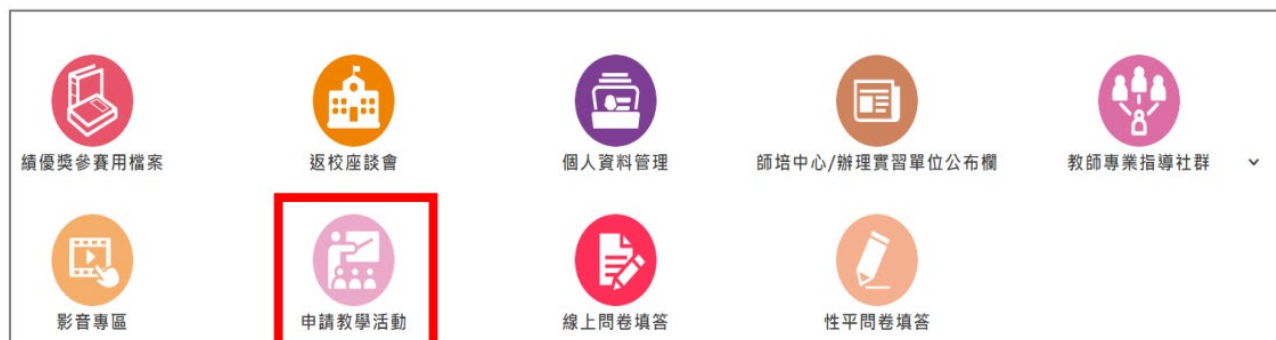 績優獎參賽用檔案
返校座談會
個人資料管理
師培中心/辦理實習單位公布欄
教師專業指導社群
影音專區
申請教學活動
線上問卷填答
性平問卷填答